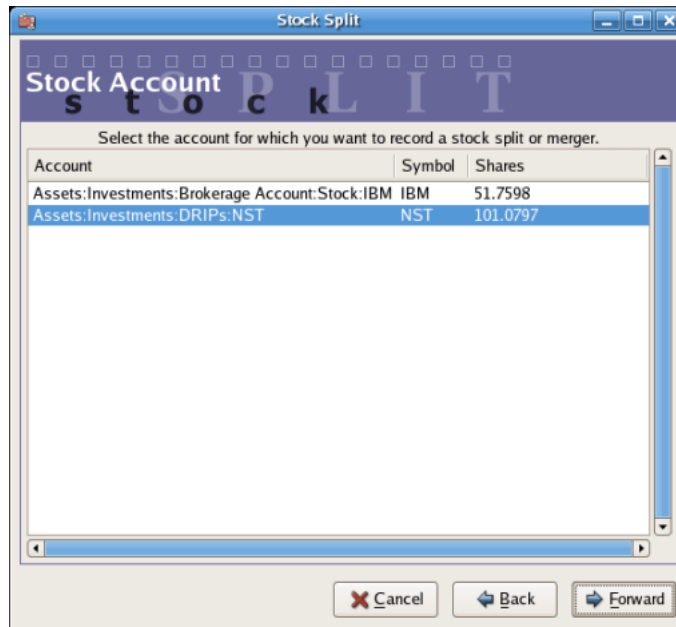 Stock Split
Stock Account
stock
SPLIT
Select the account for which you want to record a stock split or merger.
Account Symbol Shares
Assets:Investments:Brokerage Account:Stock:IBM IBM 51.7598
Assets:Investments:DRIPs:NST NST 101.0797
Cancel Back Forward